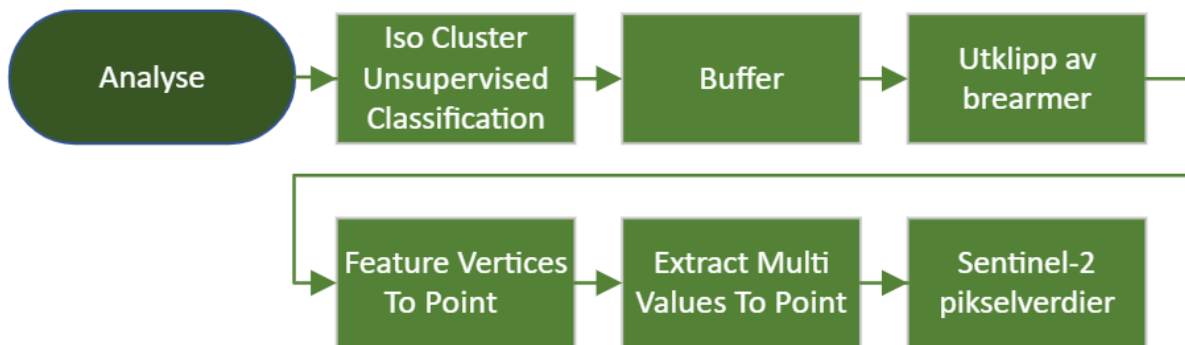 Analyse
Iso Cluster
Unsupervised
Classification
Buffer
Utklipp av
brearmer
Feature Vertices
To Point
Extract Multi
Values To Point
Sentinel-2
pikselverdier